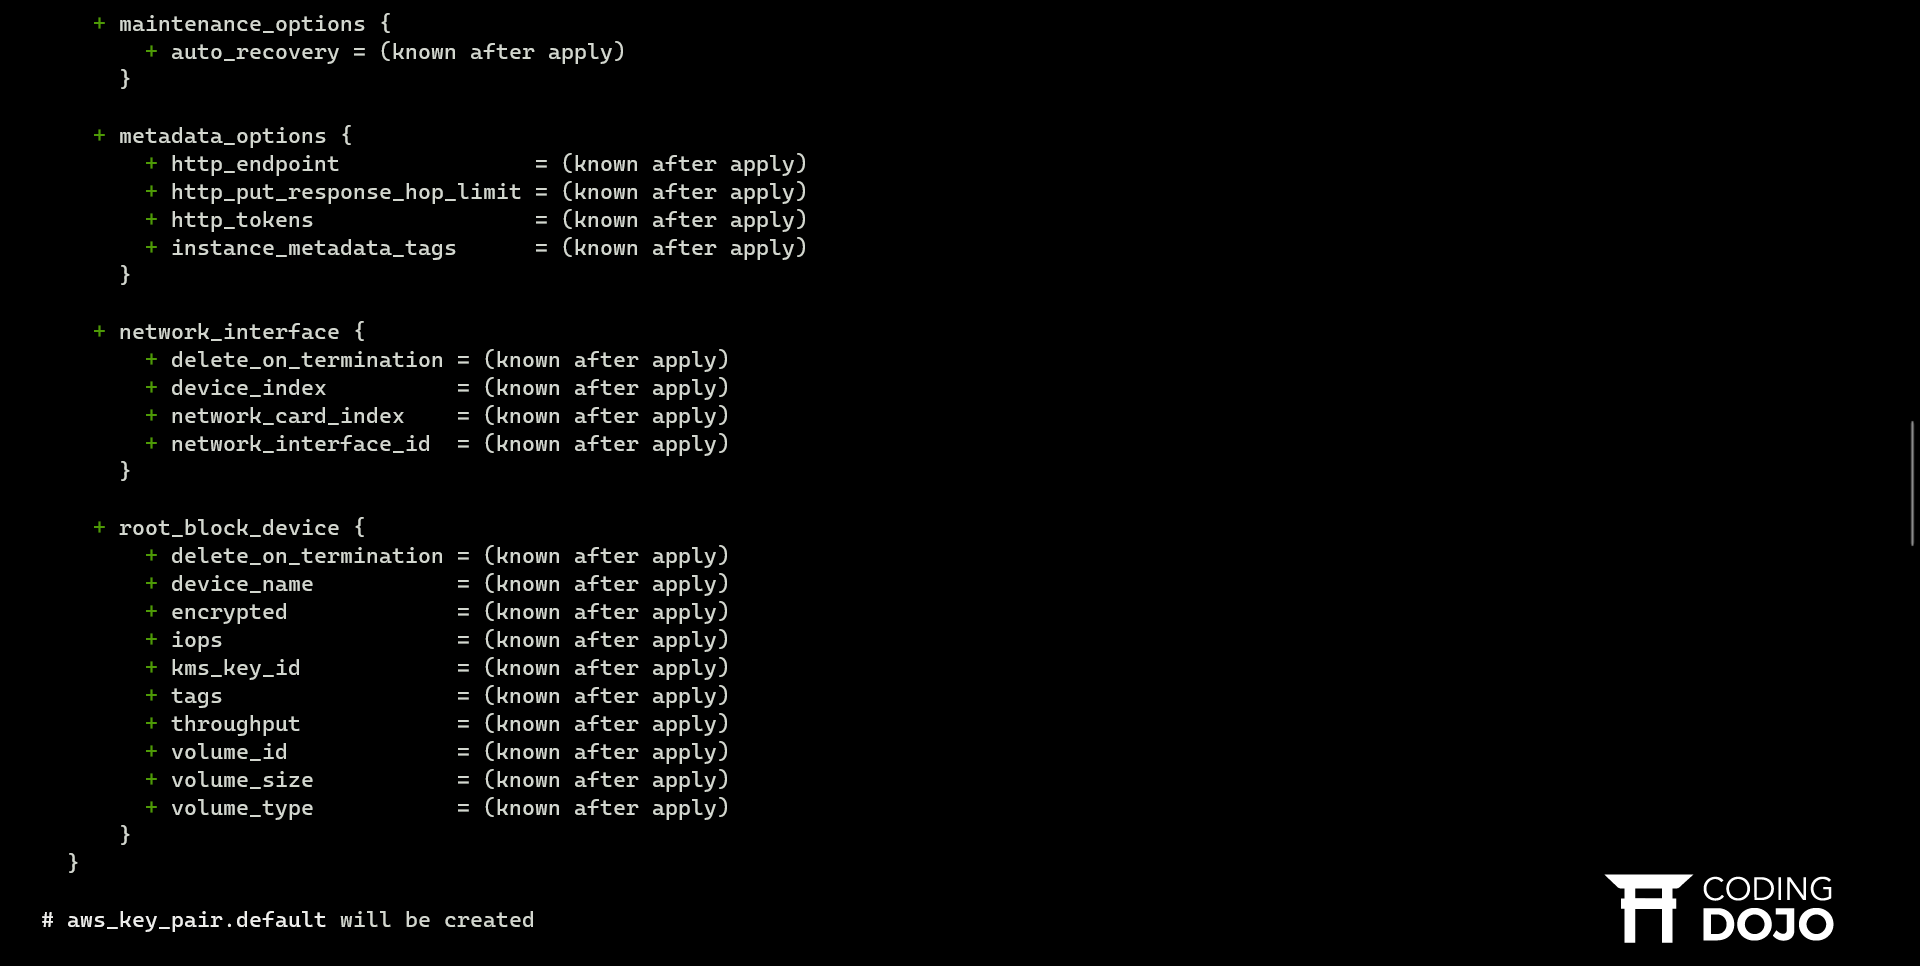 + maintenance_options {
+ auto_recovery = (known after apply)
}
+ metadata_options {
+ http_endpoint = (known after apply)
+ http_put_response_hop_limit = (known after apply)
+ http_tokens = (known after apply)
+ instance_metadata_tags = (known after apply)
}
+ network_interface {
+ delete_on_termination = (known after apply)
+ device_index = (known after apply)
+ network_card_index = (known after apply)
+ network_interface_id = (known after apply)
}
+ root_block_device {
+ delete_on_termination = (known after apply)
+ device_name = (known after apply)
+ encrypted = (known after apply)
+ iops = (known after apply)
+ kms_key_id = (known after apply)
+ tags = (known after apply)
+ throughput = (known after apply)
+ volume_id = (known after apply)
+ volume_size = (known after apply)
+ volume_type = (known after apply)
}
}
# aws_key_pair.default will be created
CODING
DOJO